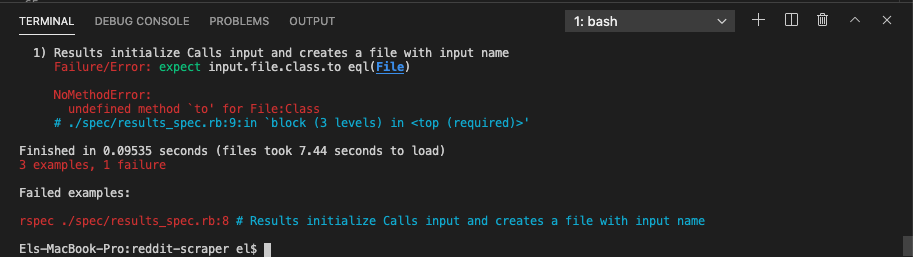 TERMINAL DEBUG CONSOLE PROBLEMS OUTPUT 1: bash
1) Results initialize Calls input and creates a file with input name
Failure/Error: expect input.file.class.to eql(File)
NoMethodError:
undefined method `to' for File:Class
# ./spec/results_spec.rb:9:in `block (3 levels) in <top (required)>'
Finished in 0.09535 seconds (files took 7.44 seconds to load)
3 examples, 1 failure
Failed examples:
rspec ./spec/results_spec.rb:8 # Results initialize Calls input and creates a file with input name
Els-MacBook-Pro:reddit-scraper el$